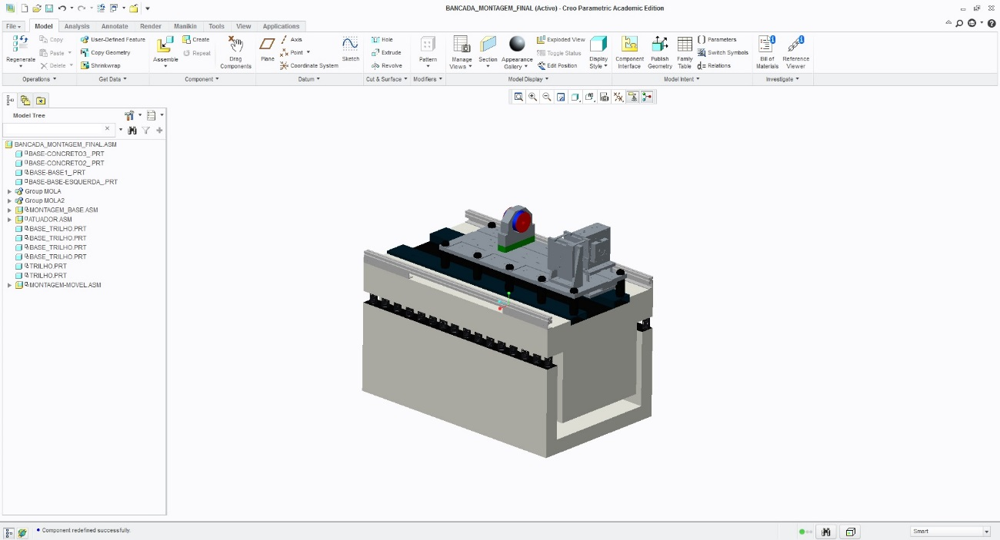 BANCADA_MONTAGEM_FINAL (Active) - Creo Parametric Academic Edition
File Model Analysis Annotate Render Manikin Tools View Applications
Regenerate
Copy
Paste
Delete
Operations
User-Defined Feature
Copy Geometry
Shrinkwrap
Get Data
Assemble
Create
Repeat
Drag
Components
Component
Plane
Axis
Point
Coordinate System
Sketch
Datum
Hole
Extrude
Revolve
Cut & Surface
Pattern
Modifiers
Manage
Views
Section
Appearance
Gallery
Exploded View
Toggle Status
Edit Position
Display
Style
Model Display
Component
Interface
Publish
Geometry
Family
Table
Parameters
Switch Symbols
d= Relations
Model Intent
Bill of
Materials
Reference
Viewer
Investigate
Model Tree
BANCADA_MONTAGEM_FINAL.ASM
BASE-CONCRETO3_.PRT
BASE-CONCRETO2_.PRT
BASE-BASE1_.PRT
BASE-BASE-ESQUERDA_.PRT
Group MOLA
Group MOLA2
MONTAGEM_BASE.ASM
ATUADOR.ASM
BASE_TRILHO.PRT
BASE_TRILHO.PRT
BASE_TRILHO.PRT
BASE_TRILHO.PRT
TRILHO.PRT
TRILHO.PRT
MONTAGEM-MOVEL.ASM
Component redefined successfully.
Smart